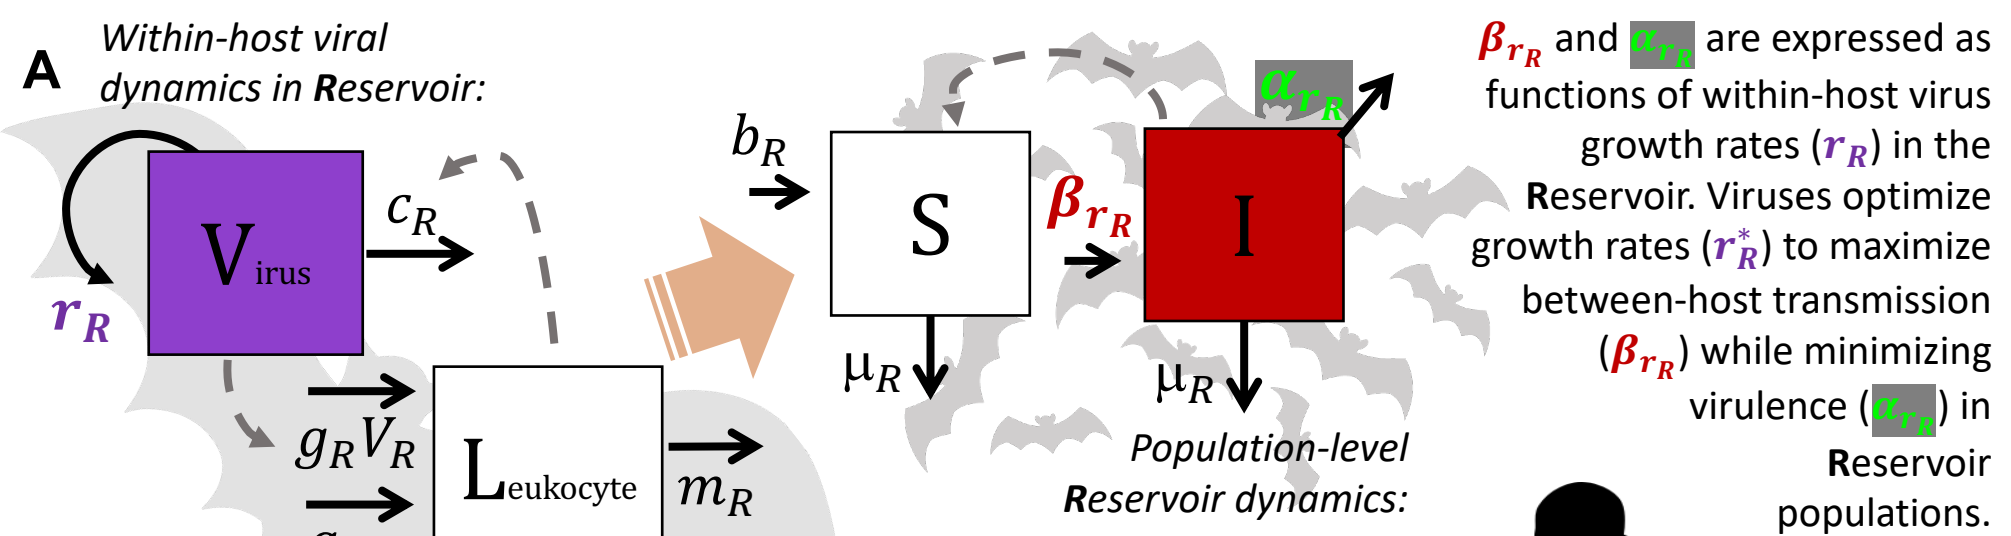 A
Within-host viral
dynamics in Reservoir:
Virus
r_R
c_R
g_R V_R
Leukocyte
m_R
b_R
S
β_{r_R}
I
α_{r_R}
μ_R
μ_R
Population-level
Reservoir dynamics:
β_{r_R} and α_{r_R} are expressed as
functions of within-host virus
growth rates (r_R) in the
Reservoir. Viruses optimize
growth rates (r_R^*) to maximize
between-host transmission
(β_{r_R}) while minimizing
virulence (α_{r_R}) in
Reservoir
populations.